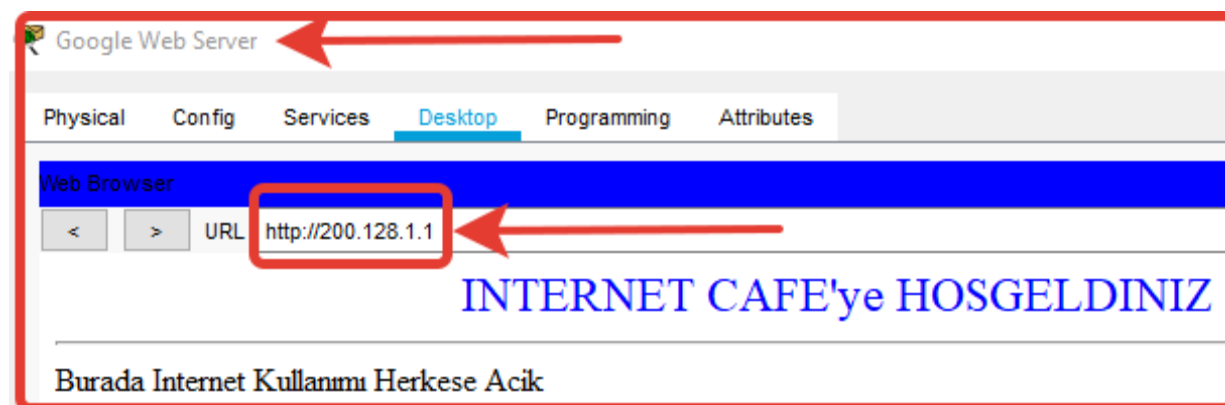 Google Web Server
Physical Config Services Desktop Programming Attributes
Web Browser
< > URL http://200.128.1.1
INTERNET CAFE'ye HOSGELDINIZ
Burada Internet Kullanımı Herkese Acik